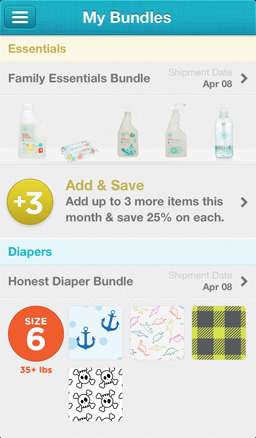 My Bundles
Essentials
Family Essentials Bundle
Shipment Date
Apr 08
+3
Add & Save
Add up to 3 more items this
month & save 25% on each.
Diapers
Honest Diaper Bundle
Shipment Date
Apr 08
SIZE
6
35+ lbs